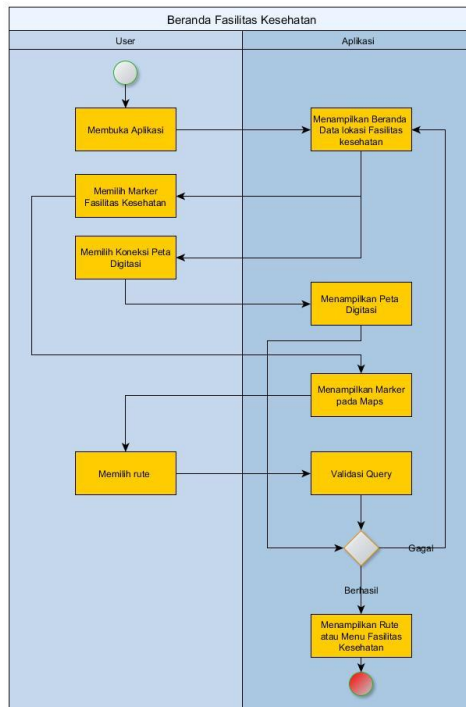 Beranda Fasilitas Kesehatan
User
Aplikasi
Membuka Aplikasi
Menampilkan Beranda
Data lokasi Fasilitas
kesehatan
Memilih Marker
Fasilitas Kesehatan
Memilih Koneksi Peta
Digitasi
Menampilkan Peta
Digitasi
Menampilkan Marker
pada Maps
Memilih rute
Validasi Query
Gagal
Berhasil
Menampilkan Rute
atau Menu Fasilitas
Kesehatan